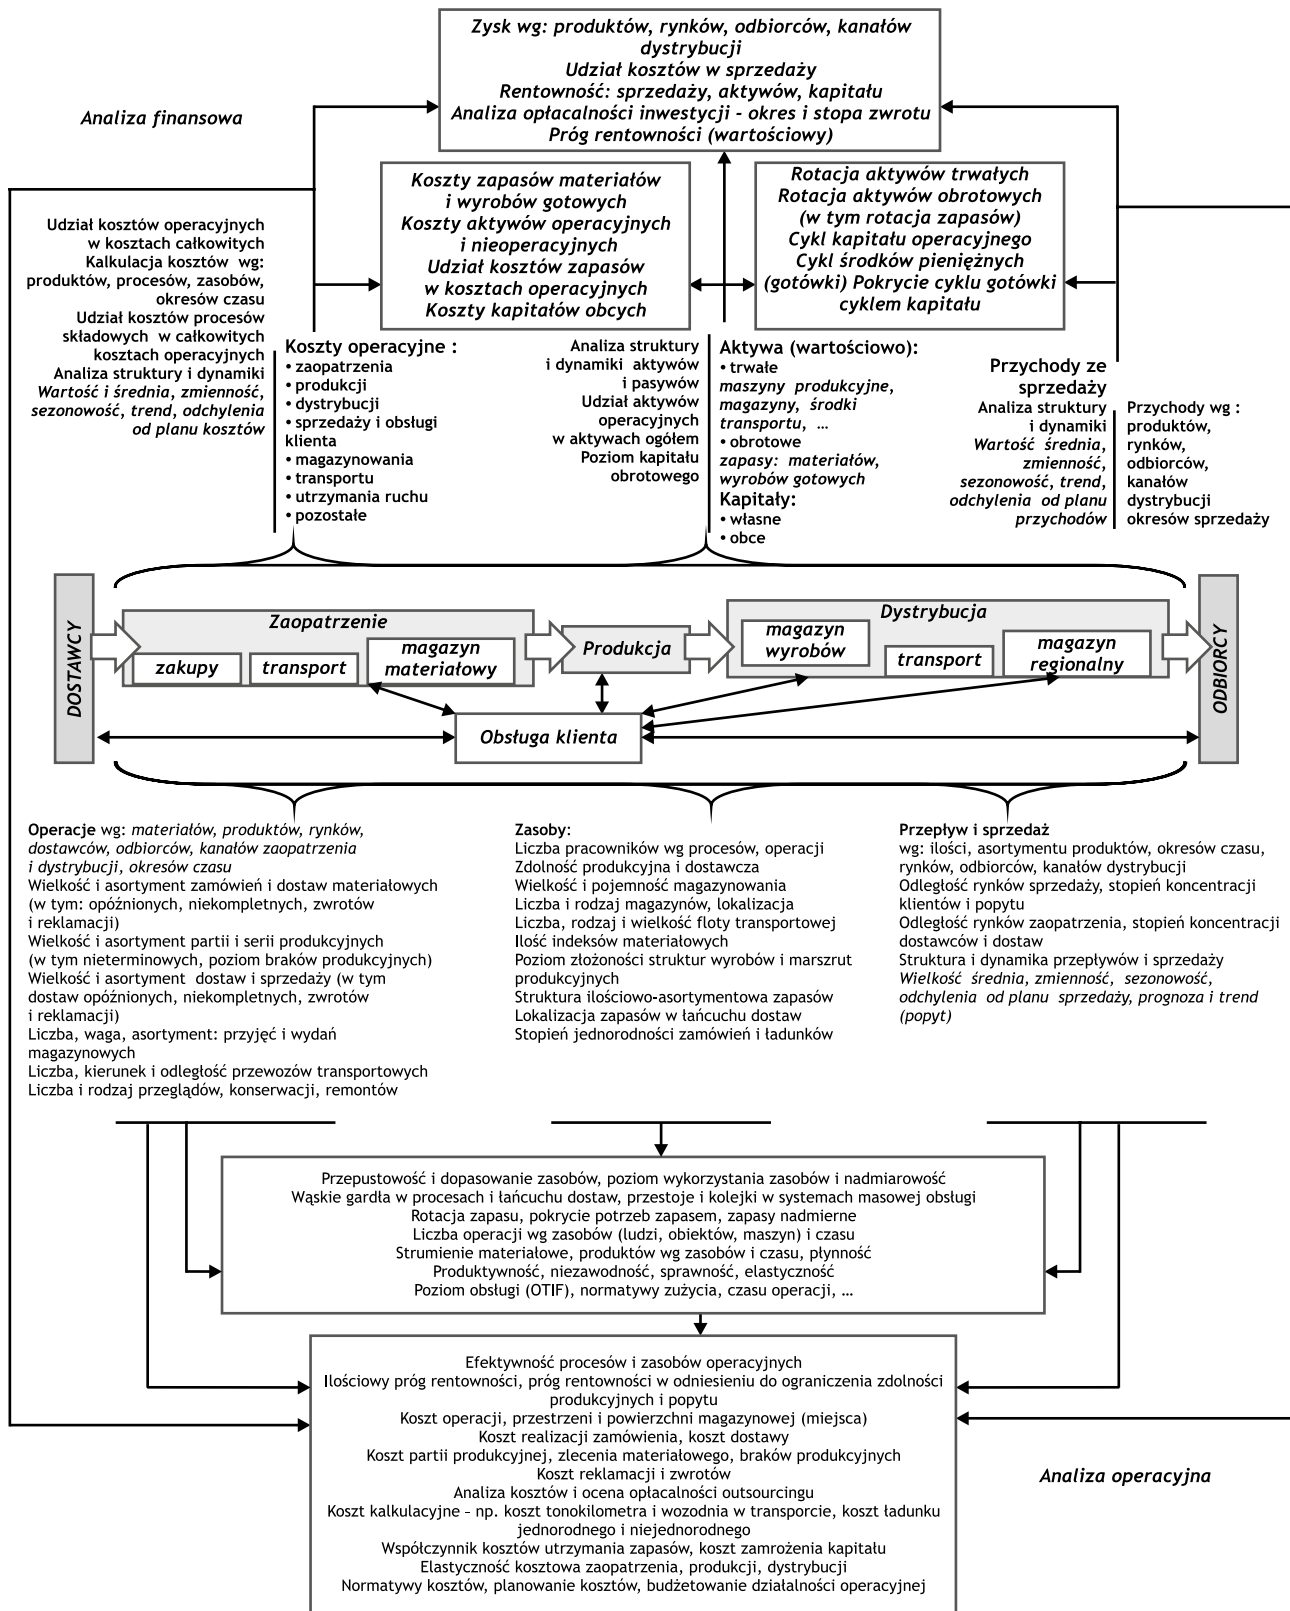 Zysk wg: produktów, rynków, odbiorców, kanałów
dystrybucji
Udział kosztów w sprzedaży
Rentowność: sprzedaży, aktywów, kapitału
Analiza opłacalności inwestycji - okres i stopa zwrotu
Próg rentowności (wartościowy)
Analiza finansowa
Koszty zapasów materiałów
i wyrobów gotowych
Koszty aktywów operacyjnych
i nieoperacyjnych
Udział kosztów zapasów
w kosztach operacyjnych
Koszty kapitałów obcych
Rotacja aktywów trwałych
Rotacja aktywów obrotowych
(w tym rotacja zapasów)
Cykl kapitału operacyjnego
Cykl środków pieniężnych
(gotówki) Pokrycie cyklu gotówki
cyklem kapitału
Udział kosztów operacyjnych
w kosztach całkowitych
Kalkulacja kosztów wg:
produktów, procesów, zasobów,
okresów czasu
Udział kosztów procesów
składowych w całkowitych
kosztach operacyjnych
Analiza struktury i dynamiki
Wartość i średnia, zmienność,
sezonowość, trend, odchylenia
od planu kosztów
Koszty operacyjne :
• zaopatrzenia
• produkcji
• dystrybucji
• sprzedaży i obsługi
klienta
• magazynowania
• transportu
• utrzymania ruchu
• pozostałe
Analiza struktury
i dynamiki aktywów
i pasywów
Udział aktywów
operacyjnych
w aktywach ogółem
Poziom kapitału
obrotowego
Aktywa (wartościowo):
• trwałe
maszyny produkcyjne,
magazyny, środki
transportu, ...
• obrotowe
zapasy: materiałów,
wyrobów gotowych
Kapitały:
• własne
• obce
Przychody ze
sprzedaży
Analiza struktury
i dynamiki
Wartość średnia,
zmienność,
sezonowość, trend,
odchylenia od planu
przychodów
Przychody wg :
produktów,
rynków,
odbiorców,
kanałów
dystrybucji
okresów sprzedaży
DOSTAWCY
Zaopatrzenie
zakupy
transport
magazyn
materiałowy
Produkcja
Dystrybucja
magazyn
wyrobów
transport
magazyn
regionalny
ODBIORCY
Obsługa klienta
Operacje wg: materiałów, produktów, rynków,
dostawców, odbiorców, kanałów zaopatrzenia
i dystrybucji, okresów czasu
Wielkość i asortyment zamówień i dostaw materiałowych
(w tym: opóźnionych, niekompletnych, zwrotów
i reklamacji)
Wielkość i asortyment partii i serii produkcyjnych
(w tym nieterminowych, poziom braków produkcyjnych)
Wielkość i asortyment dostaw i sprzedaży (w tym
dostaw opóźnionych, niekompletnych, zwrotów
i reklamacji)
Liczba, waga, asortyment: przyjęć i wydań
magazynowych
Liczba, kierunek i odległość przewozów transportowych
Liczba i rodzaj przeglądów, konserwacji, remontów
Zasoby:
Liczba pracowników wg procesów, operacji
Zdolność produkcyjna i dostawcza
Wielkość i pojemność magazynowania
Liczba i rodzaj magazynów, lokalizacja
Liczba, rodzaj i wielkość floty transportowej
Ilość indeksów materiałowych
Poziom złożoności struktur wyrobów i marszrut
produkcyjnych
Struktura ilościowo-asortymentowa zapasów
Lokalizacja zapasów w łańcuchu dostaw
Stopień jednorodności zamówień i ładunków
Przepływ i sprzedaż
wg: ilości, asortymentu produktów, okresów czasu,
rynków, odbiorców, kanałów dystrybucji
Odległość rynków sprzedaży, stopień koncentracji
klientów i popytu
Odległość rynków zaopatrzenia, stopień koncentracji
dostawców i dostaw
Struktura i dynamika przepływów i sprzedaży
Wielkość średnia, zmienność, sezonowość,
odchylenia od planu sprzedaży, prognoza i trend
(popyt)
Przepustowość i dopasowanie zasobów, poziom wykorzystania zasobów i nadmiarowość
Wąskie gardła w procesach i łańcuchu dostaw, przestoje i kolejki w systemach masowej obsługi
Rotacja zapasu, pokrycie potrzeb zapasem, zapasy nadmierne
Liczba operacji wg zasobów (ludzi, obiektów, maszyn) i czasu
Strumienie materiałowe, produktów wg zasobów i czasu, płynność
Produktywność, niezawodność, sprawność, elastyczność
Poziom obsługi (OTIF), normatywy zużycia, czasu operacji, ...
Efektywność procesów i zasobów operacyjnych
Ilościowy próg rentowności, próg rentowności w odniesieniu do ograniczenia zdolności
produkcyjnych i popytu
Koszt operacji, przestrzeni i powierzchni magazynowej (miejsca)
Koszt realizacji zamówienia, koszt dostawy
Koszt partii produkcyjnej, zlecenia materiałowego, braków produkcyjnych
Koszt reklamacji i zwrotów
Analiza kosztów i ocena opłacalności outsourcingu
Koszt kalkulacyjne – np. koszt tonokilometra i wozodnia w transporcie, koszt ładunku
jednorodnego i niejednorodnego
Współczynnik kosztów utrzymania zapasów, koszt zamrożenia kapitału
Elastyczność kosztowa zaopatrzenia, produkcji, dystrybucji
Normatywy kosztów, planowanie kosztów, budżetowanie działalności operacyjnej
Analiza operacyjna